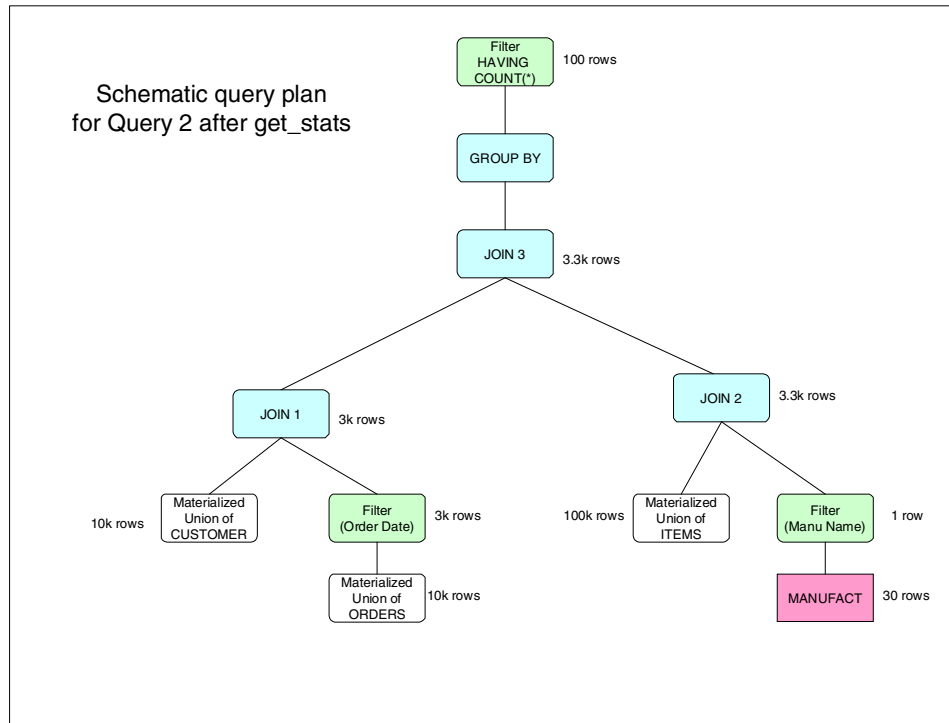 Schematic query plan
for Query 2 after get_stats
Filter
HAVING
COUNT(*)
100 rows
GROUP BY
JOIN 3
3.3k rows
JOIN 1
3k rows
JOIN 2
3.3k rows
10k rows
Materialized
Union of
CUSTOMER
Filter
(Order Date)
3k rows
100k rows
Materialized
Union of
ITEMS
Filter
(Manu Name)
1 row
Materialized
Union of
ORDERS
10k rows
MANUFACT
30 rows